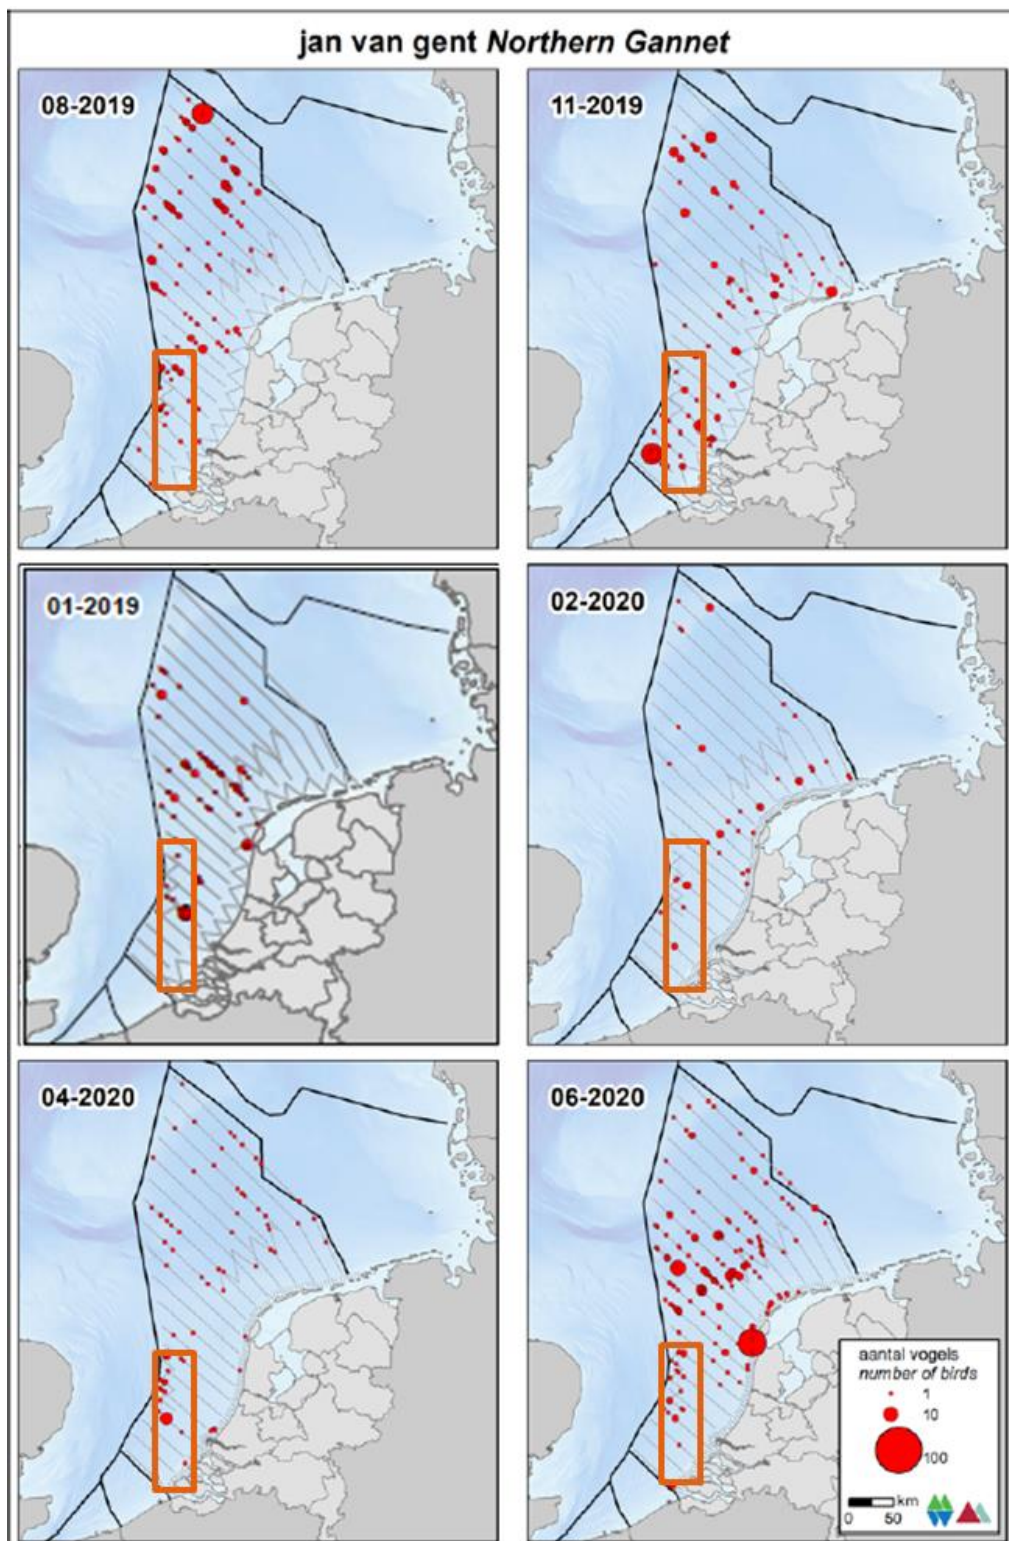 jan van gent Northern Gannet
08-2019
11-2019
01-2019
02-2020
04-2020
06-2020
aantal vogels
number of birds
1
10
100
km
0 50